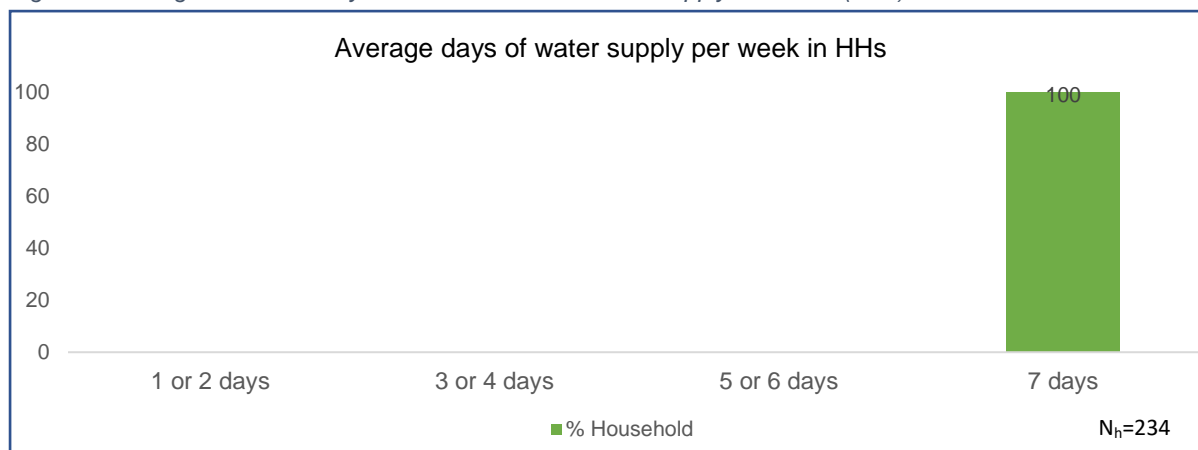 Average days of water supply per week in HHs
100
100
80
60
40
20
0
1 or 2 days 3 or 4 days 5 or 6 days 7 days
% Household
Nₕ=234